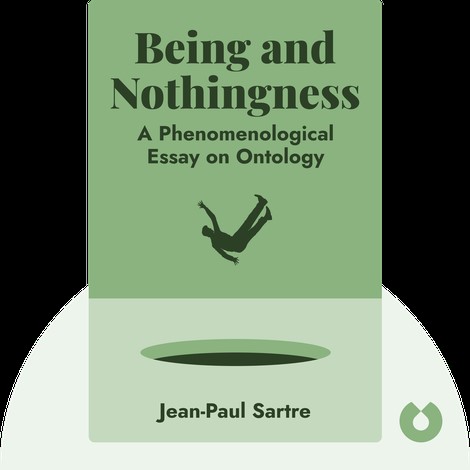 Being and
Nothingness
A Phenomenological
Essay on Ontology
Jean-Paul Sartre